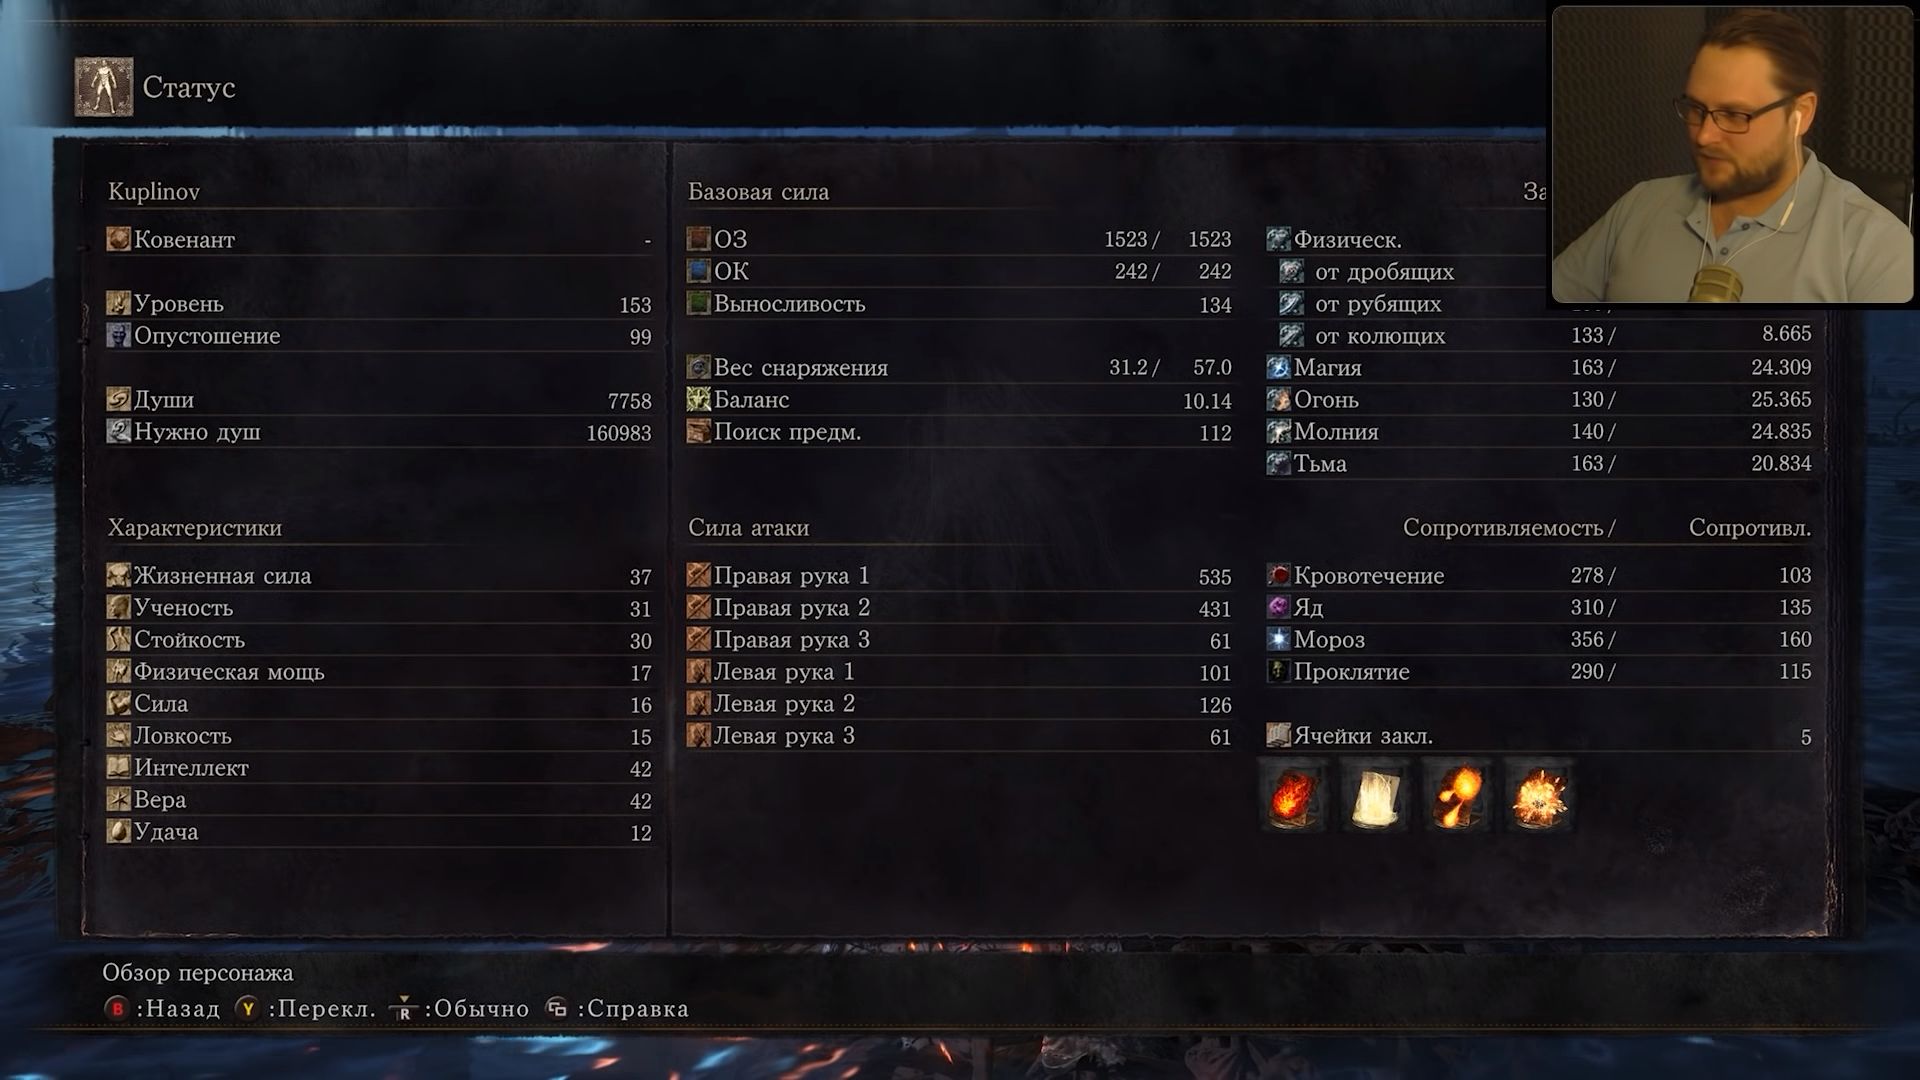 Статус
Kuplinov
Ковенант -
Уровень 153
Опустошение 99
Души 7758
Нужно душ 160983
Характеристики
Жизненная сила 37
Ученость 31
Стойкость 30
Физическая мощь 17
Сила 16
Ловкость 15
Интеллект 42
Вера 42
Удача 12
Базовая сила
ОЗ 1523/ 1523
ОК 242/ 242
Выносливость 134
Вес снаряжения 31.2/ 57.0
Баланс 10.14
Поиск предм. 112
Сила атаки
Правая рука 1 535
Правая рука 2 431
Правая рука 3 61
Левая рука 1 101
Левая рука 2 126
Левая рука 3 61
Физическ.
от дробящих
от рубящих
от колющих 133/ 8.665
Магия 163/ 24.309
Огонь 130/ 25.365
Молния 140/ 24.835
Тьма 163/ 20.834
Сопротивляемость/ Сопротивл.
Кровотечение 278/ 103
Яд 310/ 135
Мороз 356/ 160
Проклятие 290/ 115
Ячейки закл. 5
Обзор персонажа
B :Назад Y :Перекл. R :Обычно :Справка